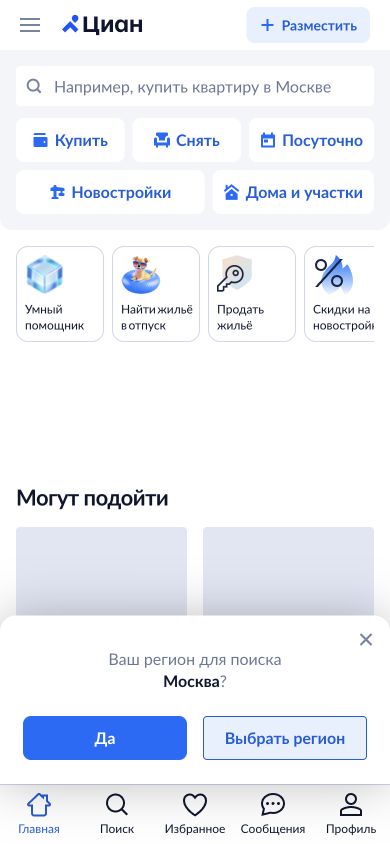 Циан
Разместить
Например, купить квартиру в Москве
Купить
Снять
Посуточно
Новостройки
Дома и участки
Умный
помощник
Найти жильё
в отпуск
Продать
жильё
Скидки на
новострой
Могут подойти
Ваш регион для поиска
Москва?
Да
Выбрать регион
Главная
Поиск
Избранное
Сообщения
Профиль